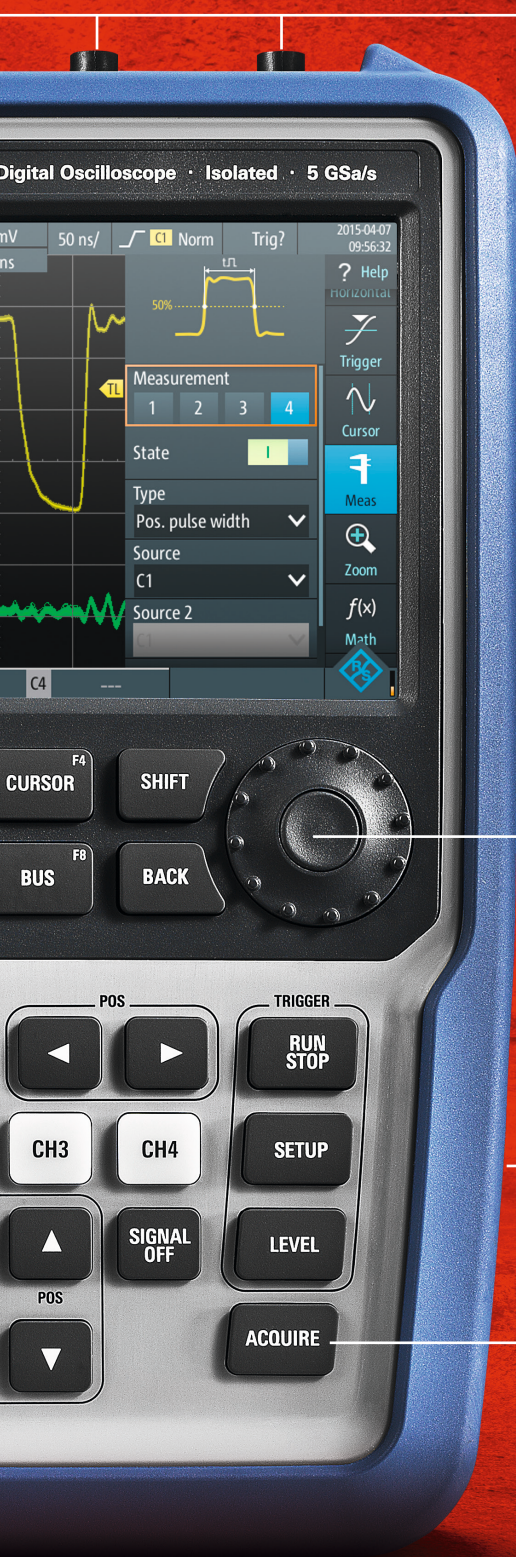 Digital Oscilloscope · Isolated · 5 GSa/s
mV 50 ns/ C1 Norm Trig? 2015-04-07
09:56:32
ns
? Help
Horizontal
tπ
50%
Trigger
TL
Measurement
1 2 3 4
Cursor
State I
Meas
Type
Pos. pulse width
Zoom
Source
C1
f(x)
Math
Source 2
C1
R&S
C4 ---
CURSOR F4
SHIFT
BUS F8
BACK
POS
TRIGGER
RUN
STOP
CH3
CH4
SETUP
SIGNAL
OFF
LEVEL
POS
ACQUIRE